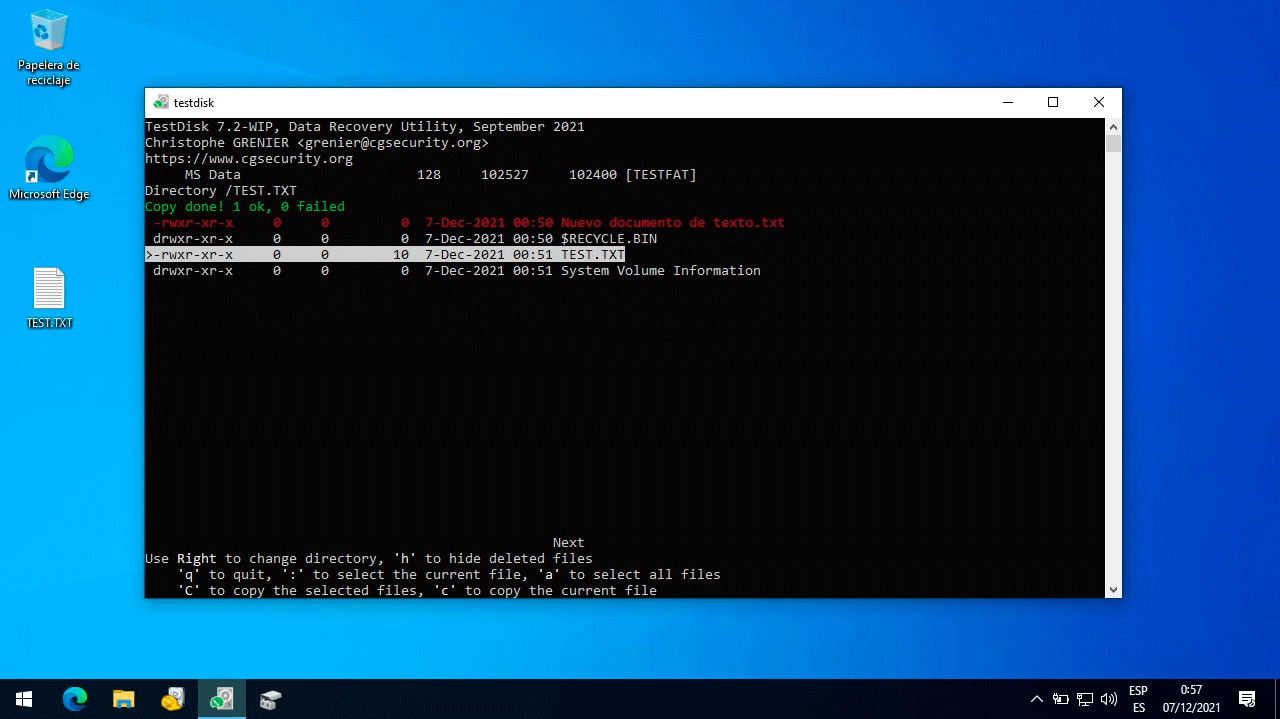 Papelera de
reciclaje
Microsoft Edge
TEST.TXT
testdisk
TestDisk 7.2-WIP, Data Recovery Utility, September 2021
Christophe GRENIER <grenier@cgsecurity.org>
https://www.cgsecurity.org
MS Data 128 102527 102400 [TESTFAT]
Directory /TEST.TXT
Copy done! 1 ok, 0 failed
-rwxr-xr-x 0 0 0 7-Dec-2021 00:50 Nuevo documento de texto.txt
drwxr-xr-x 0 0 0 7-Dec-2021 00:50 $RECYCLE.BIN
>-rwxr-xr-x 0 0 10 7-Dec-2021 00:51 TEST.TXT
drwxr-xr-x 0 0 0 7-Dec-2021 00:51 System Volume Information
Next
Use Right to change directory, 'h' to hide deleted files
'q' to quit, ':' to select the current file, 'a' to select all files
'C' to copy the selected files, 'c' to copy the current file
ESP
ES
0:57
07/12/2021